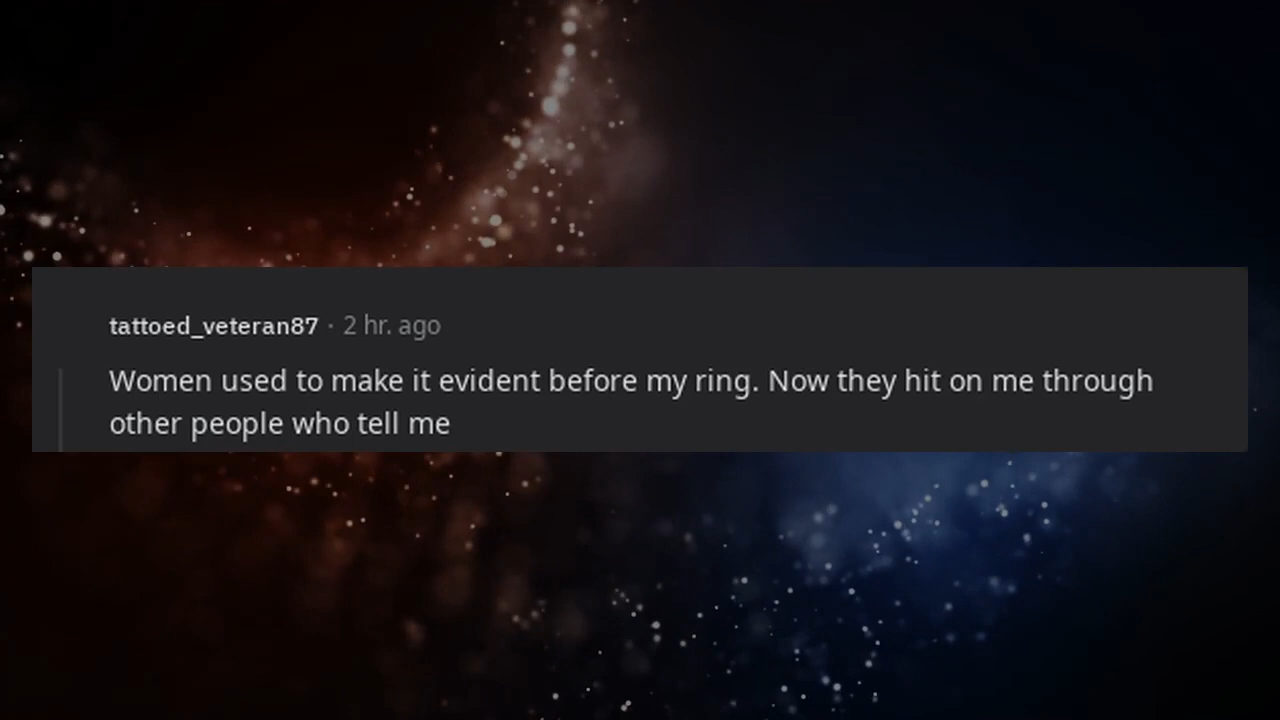 tattoed_veteran87 · 2 hr. ago
Women used to make it evident before my ring. Now they hit on me through
other people who tell me